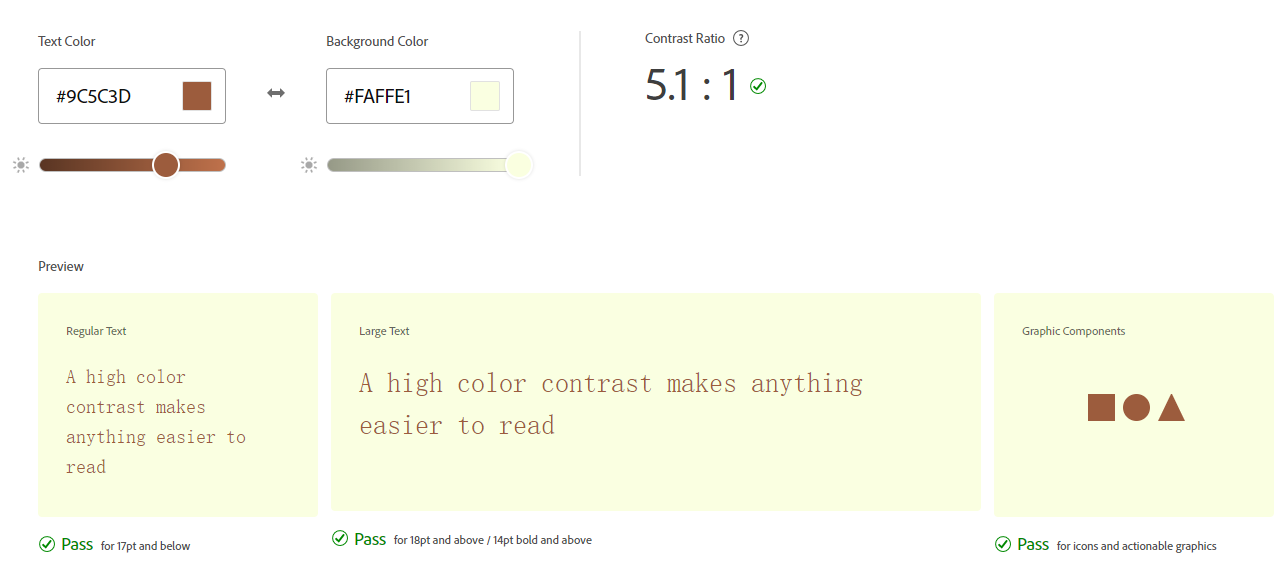 Text Color
Background Color
Contrast Ratio ?
#9C5C3D
#FAFFE1
5.1 : 1
Preview
Regular Text
A high color
contrast makes
anything easier to
read
Pass for 17pt and below
Large Text
A high color contrast makes anything
easier to read
Pass for 18pt and above / 14pt bold and above
Graphic Components
Pass for icons and actionable graphics